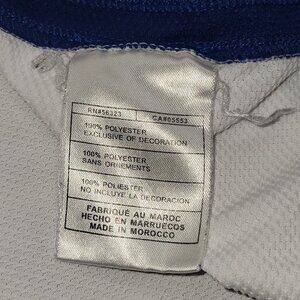 RN#56323 CA#05553
100% POLYESTER
EXCLUSIVE OF DECORATION
100% POLYESTER
SANS ORNEMENTS
100% POLIESTER
NO INCLUYE LA DECORACION
FABRIQUÉ AU MAROC
HECHO EN MARRUECOS
MADE IN MOROCCO